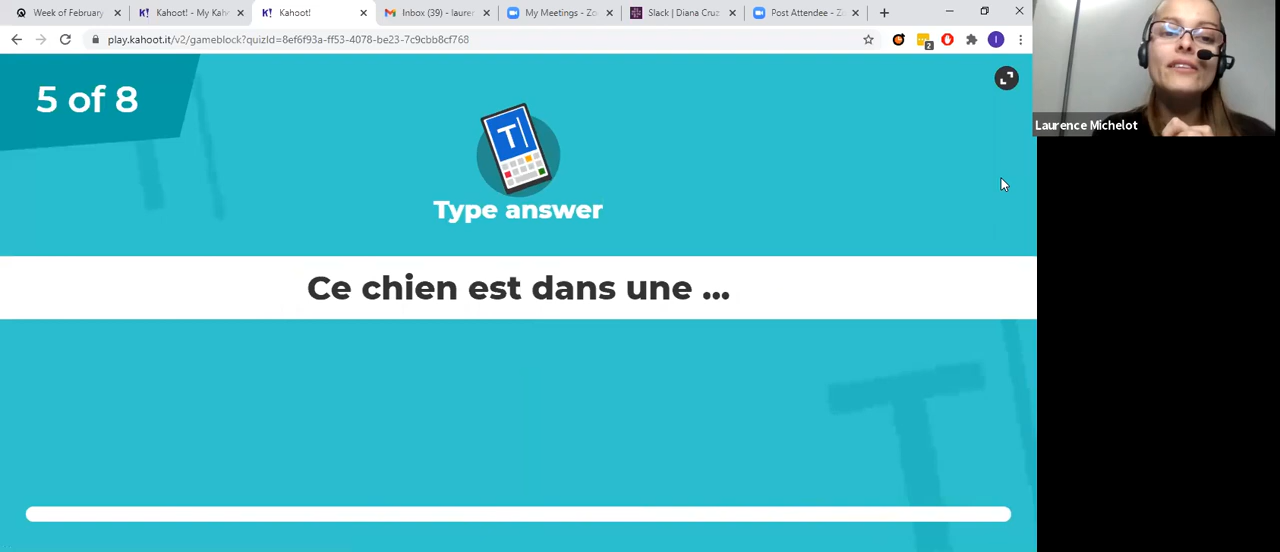 Week of February
K! Kahoot! - My Kah
K! Kahoot!
Inbox (39) - laure
My Meetings - Zo
Slack | Diana Cruz
Post Attendee - Z
play.kahoot.it/v2/gameblock?quizId=8ef6f93a-ff53-4078-be23-7c9cbb8cf768
2
I
5 of 8
T
Type answer
Ce chien est dans une ...
Laurence Michelot